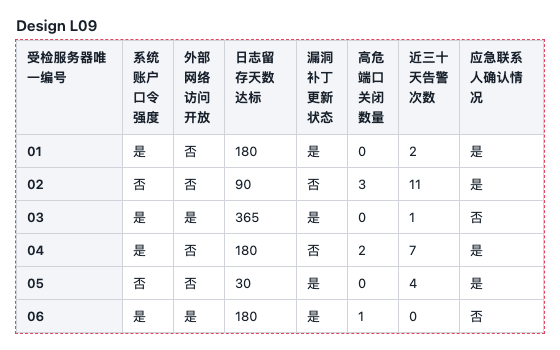 Design L09
受检服务器唯一编号 系统账户口令强度 外部网络访问开放 日志留存天数达标 漏洞补丁更新状态 高危端口关闭数量 近三十天告警次数 应急联系人确认情况
01 是 否 180 是 0 2 是
02 否 否 90 否 3 11 是
03 是 是 365 是 0 1 否
04 是 否 180 否 2 7 是
05 否 否 30 是 0 4 是
06 是 是 180 是 1 0 否